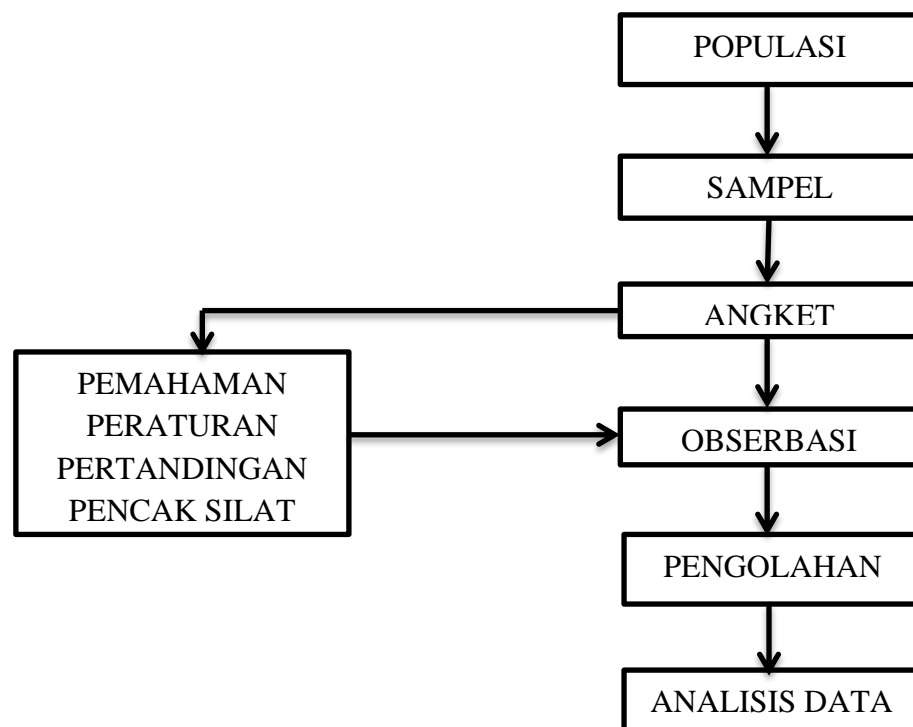 POPULASI
SAMPEL
ANGKET
PEMAHAMAN
PERATURAN
PERTANDINGAN
PENCAK SILAT
OBSERBASI
PENGOLAHAN
ANALISIS DATA